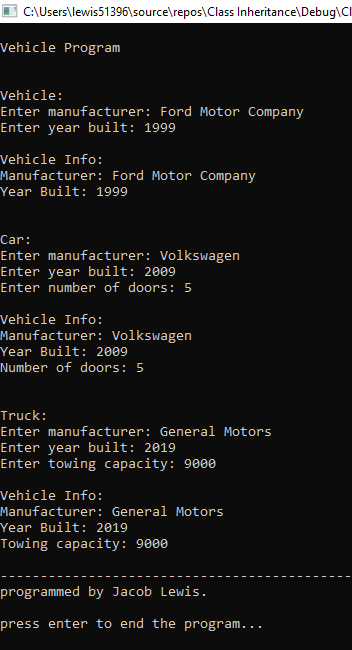 C:\Users\lewis51396\source\repos\Class Inheritance\Debug\Cl
Vehicle Program
Vehicle:
Enter manufacturer: Ford Motor Company
Enter year built: 1999
Vehicle Info:
Manufacturer: Ford Motor Company
Year Built: 1999
Car:
Enter manufacturer: Volkswagen
Enter year built: 2009
Enter number of doors: 5
Vehicle Info:
Manufacturer: Volkswagen
Year Built: 2009
Number of doors: 5
Truck:
Enter manufacturer: General Motors
Enter year built: 2019
Enter towing capacity: 9000
Vehicle Info:
Manufacturer: General Motors
Year Built: 2019
Towing capacity: 9000
--------------------------------------------
programmed by Jacob Lewis.
press enter to end the program...